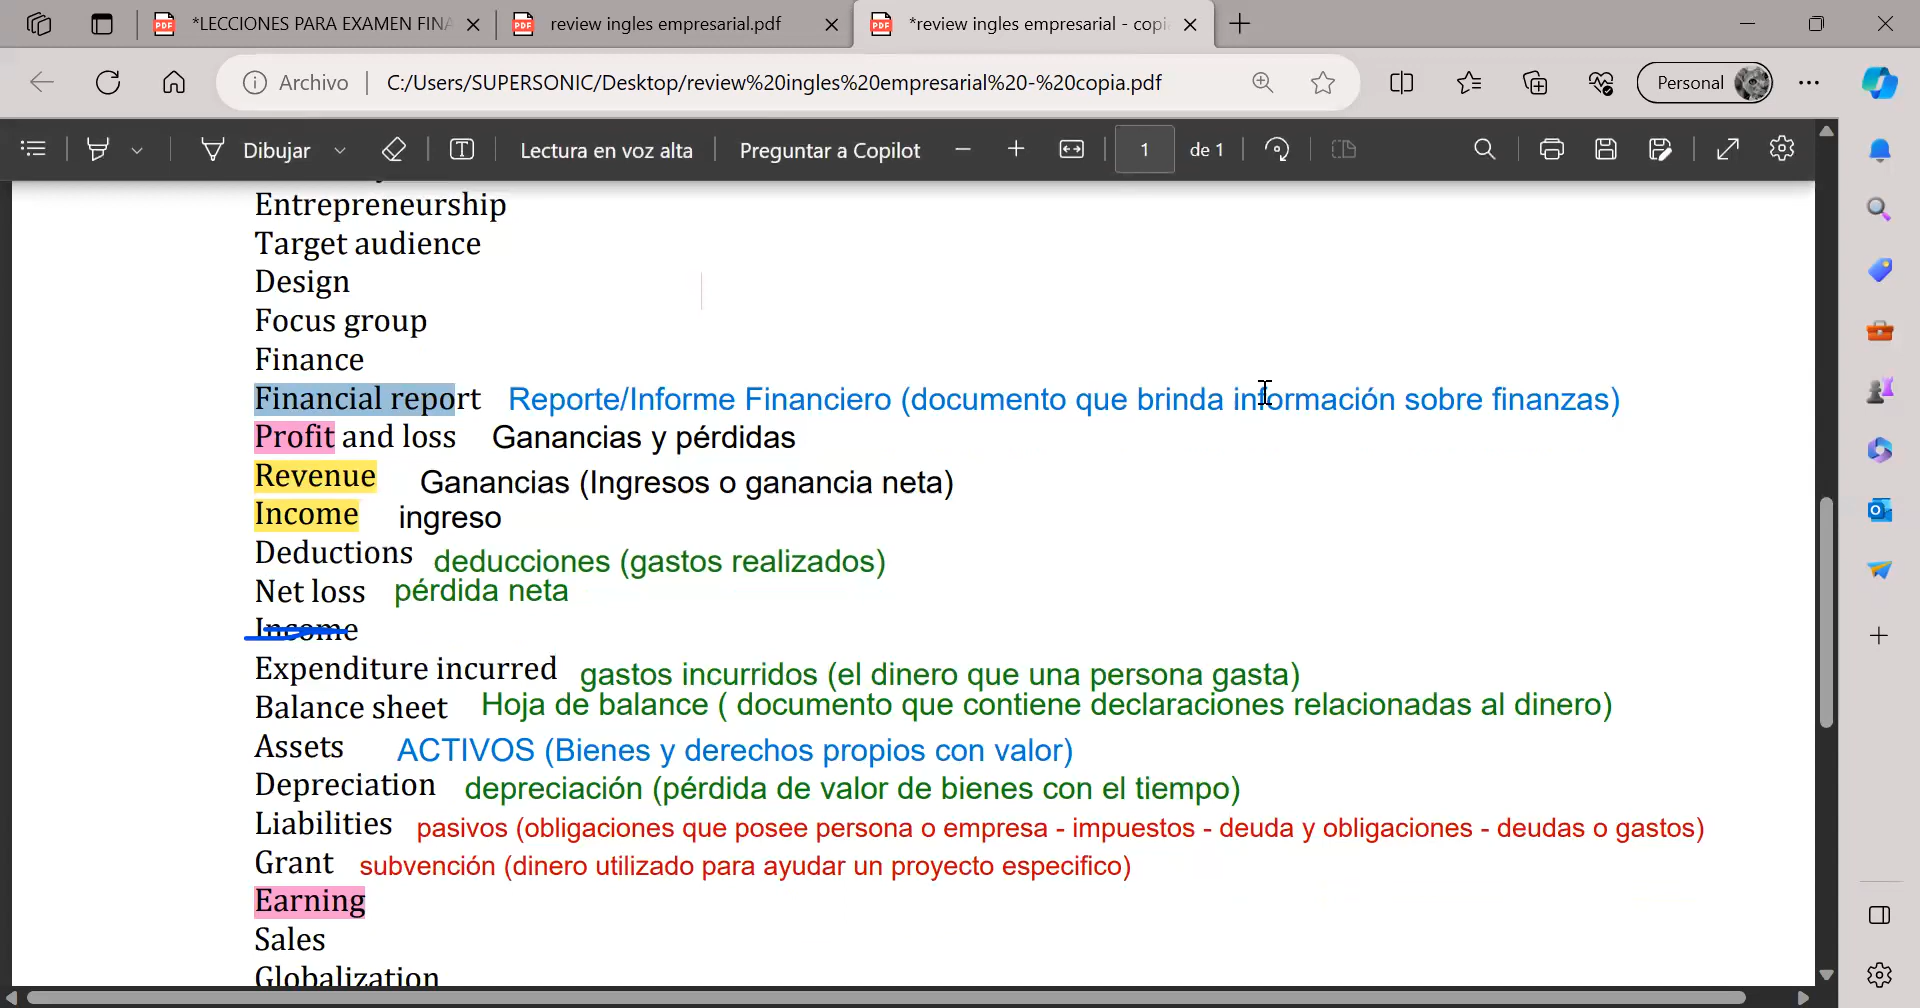 *LECCIONES PARA EXAMEN FINA
review ingles empresarial.pdf
*review ingles empresarial - copi
Archivo
C:/Users/SUPERSONIC/Desktop/review%20ingles%20empresarial%20-%20copia.pdf
Personal
Dibujar
Lectura en voz alta
Preguntar a Copilot
1 de 1
Entrepreneurship
Target audience
Design
Focus group
Finance
Financial report Reporte/Informe Financiero (documento que brinda información sobre finanzas)
Profit and loss Ganancias y pérdidas
Revenue Ganancias (Ingresos o ganancia neta)
Income ingreso
Deductions deducciones (gastos realizados)
Net loss pérdida neta
Income
Expenditure incurred gastos incurridos (el dinero que una persona gasta)
Balance sheet Hoja de balance ( documento que contiene declaraciones relacionadas al dinero)
Assets ACTIVOS (Bienes y derechos propios con valor)
Depreciation depreciación (pérdida de valor de bienes con el tiempo)
Liabilities pasivos (obligaciones que posee persona o empresa - impuestos - deuda y obligaciones - deudas o gastos)
Grant subvención (dinero utilizado para ayudar un proyecto especifico)
Earning
Sales
Globalization